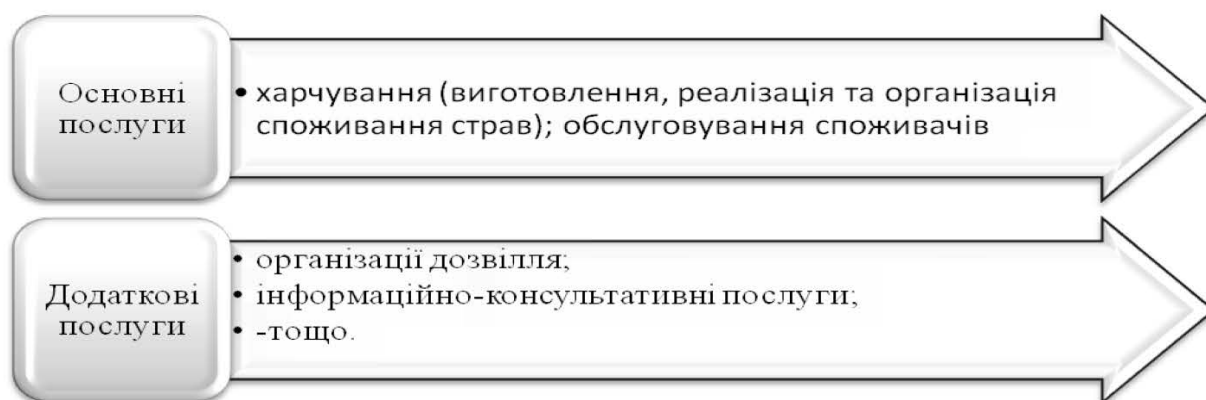 Основні
послуги
• харчування (виготовлення, реалізація та організація
споживання страв); обслуговування споживачів
Додаткові
послуги
• організації дозвілля;
• інформаційно-консультативні послуги;
• -тощо.